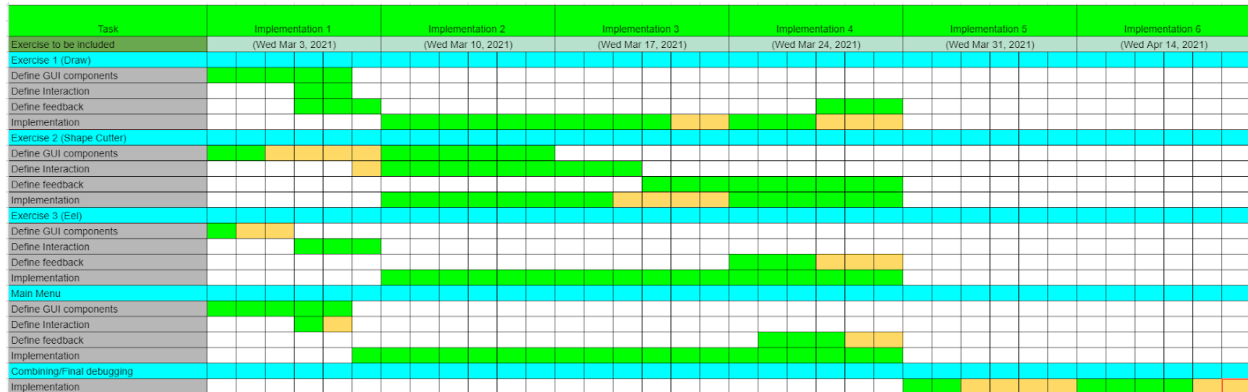 Task Implementation 1 Implementation 2 Implementation 3 Implementation 4 Implementation 5 Implementation 6
Exercise to be included (Wed Mar 3, 2021) (Wed Mar 10, 2021) (Wed Mar 17, 2021) (Wed Mar 24, 2021) (Wed Mar 31, 2021) (Wed Apr 14, 2021)
Exercise 1 (Draw)
Define GUI components
Define Interaction
Define feedback
Implementation
Exercise 2 (Shape Cutter)
Define GUI components
Define Interaction
Define feedback
Implementation
Exercise 3 (Eel)
Define GUI components
Define Interaction
Define feedback
Implementation
Main Menu
Define GUI components
Define Interaction
Define feedback
Implementation
Combining/Final debugging
Implementation